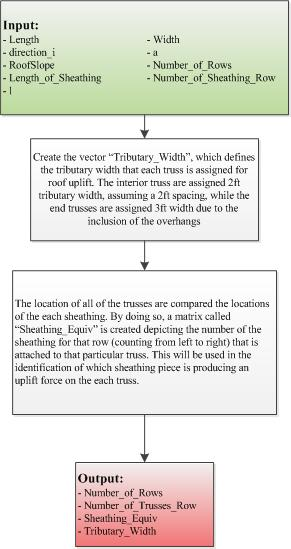 Input:
- Length
- Width
- direction_i
- a
- RoofSlope
- Number_of_Rows
- Length_of_Sheathing
- Number_of_Sheathing_Row
- l
Create the vector “Tributary_Width”, which defines
the tributary width that each truss is assigned for
roof uplift. The interior truss are assigned 2ft
tributary width, assuming a 2ft spacing, while the
end trusses are assigned 3ft width due to the
inclusion of the overhangs
The location of all of the trusses are compared the locations
of the each sheathing. By doing so, a matrix called
“Sheathing_Equiv” is created depicting the number of the
sheathing for that row (counting from left to right) that is
attached to that particular truss. This will be used in the
identification of which sheathing piece is producing an
uplift force on the each truss.
Output:
- Number_of_Rows
- Number_of_Trusses_Row
- Sheathing_Equiv
- Tributary_Width